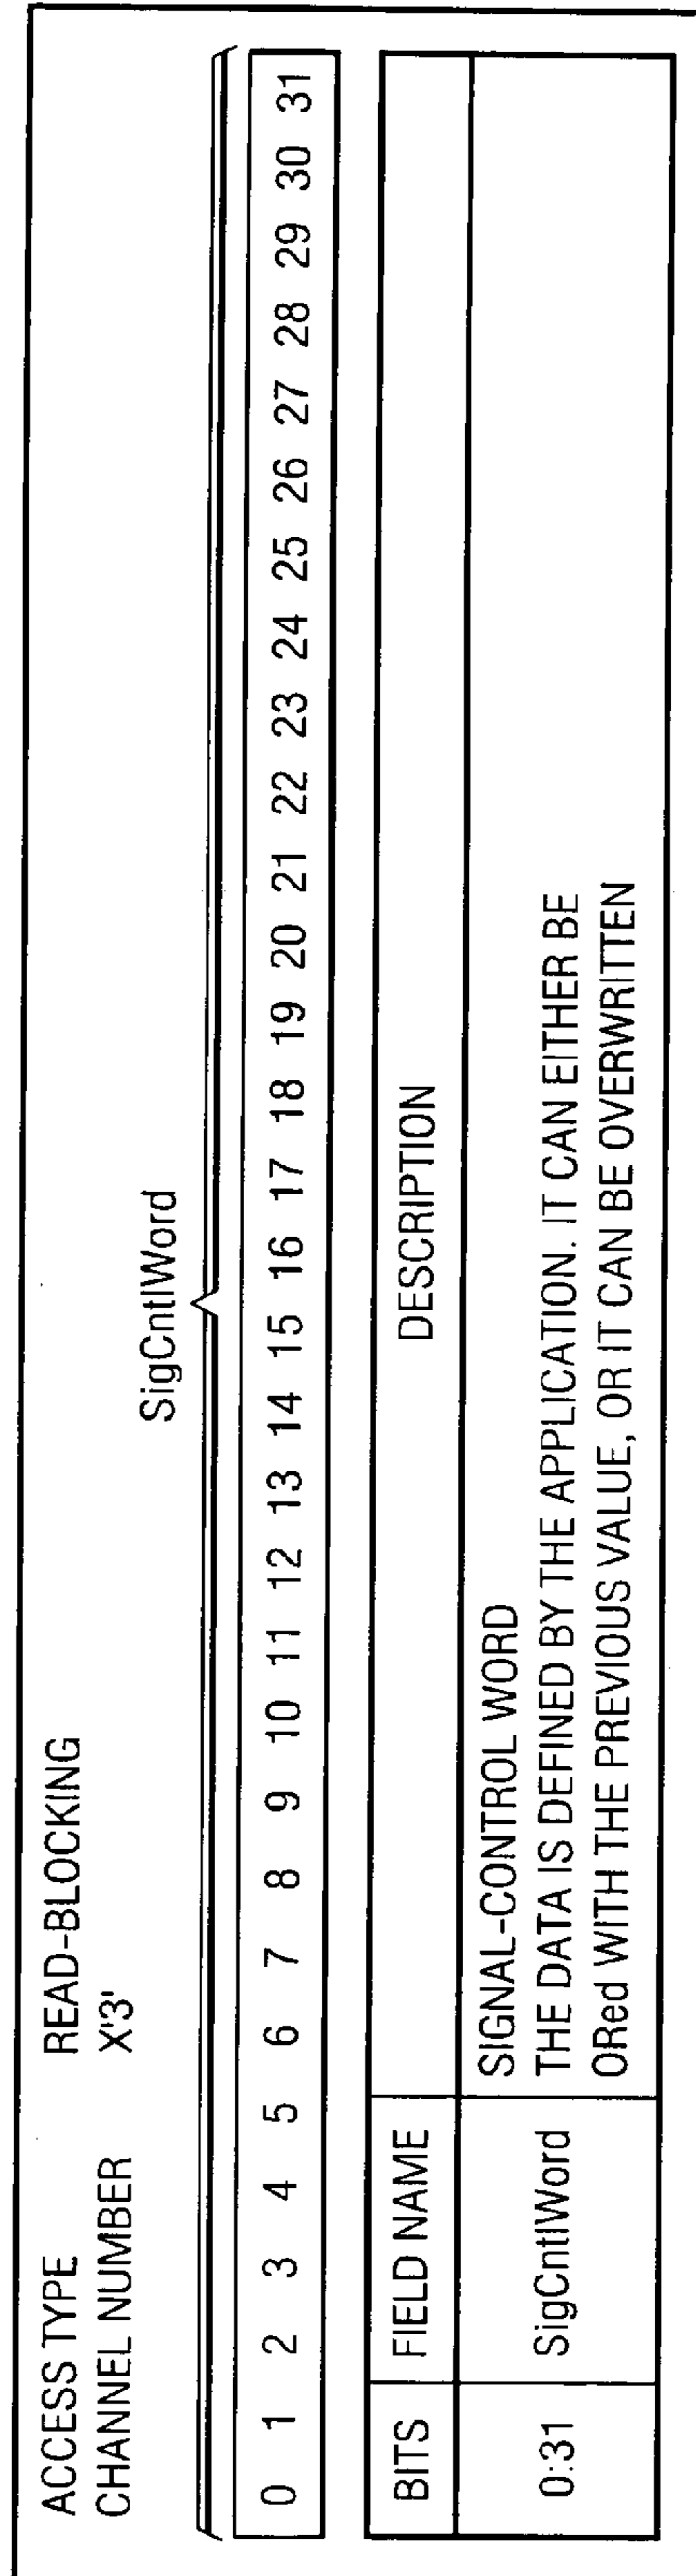 ACCESS TYPE READ-BLOCKING
CHANNEL NUMBER X'3'
SigCntlWord
0 1 2 3 4 5 6 7 8 9 10 11 12 13 14 15 16 17 18 19 20 21 22 23 24 25 26 27 28 29 30 31
BITS FIELD NAME DESCRIPTION
0:31 SigCntlWord SIGNAL-CONTROL WORD
THE DATA IS DEFINED BY THE APPLICATION. IT CAN EITHER BE
ORed WITH THE PREVIOUS VALUE, OR IT CAN BE OVERWRITTEN